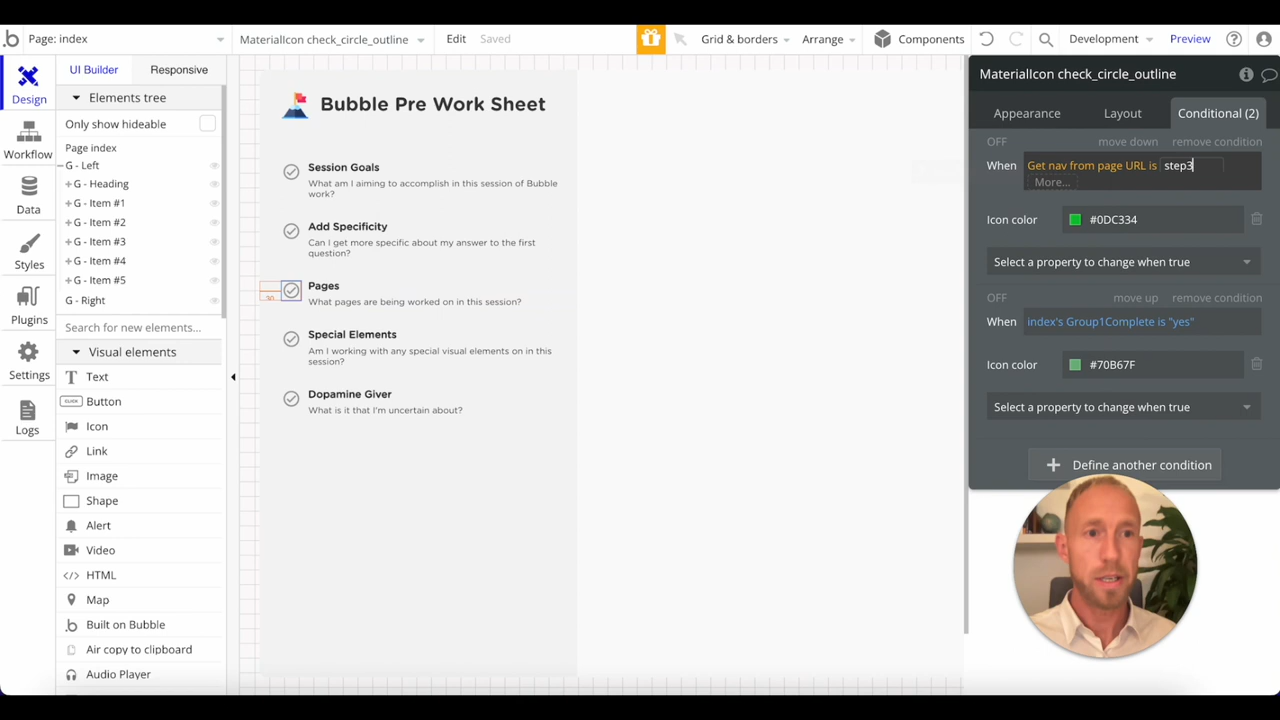 Page: index
MaterialIcon check_circle_outline
Edit
Saved
Grid & borders
Arrange
Components
Development
Preview
UI Builder
Responsive
Design
Workflow
Data
Styles
Plugins
Settings
Logs
Elements tree
Only show hideable
Page index
G - Left
G - Heading
G - Item #1
G - Item #2
G - Item #3
G - Item #4
G - Item #5
G - Right
Search for new elements...
Visual elements
Text
CLICK
Button
Icon
Link
Image
Shape
Alert
Video
HTML
Map
Built on Bubble
Air copy to clipboard
Audio Player
Bubble Pre Work Sheet
Session Goals
What am I aiming to accomplish in this session of Bubble
work?
Add Specificity
Can I get more specific about my answer to the first
question?
30
Pages
What pages are being worked on in this session?
Special Elements
Am I working with any special visual elements on in this
session?
Dopamine Giver
What is it that I'm uncertain about?
MaterialIcon check_circle_outline
Appearance
Layout
Conditional (2)
OFF
move down
remove condition
When
Get nav from page URL is step3
More...
Icon color
#0DC334
Select a property to change when true
OFF
move up
remove condition
When
index's Group1Complete is "yes"
Icon color
#70B67F
Select a property to change when true
Define another condition